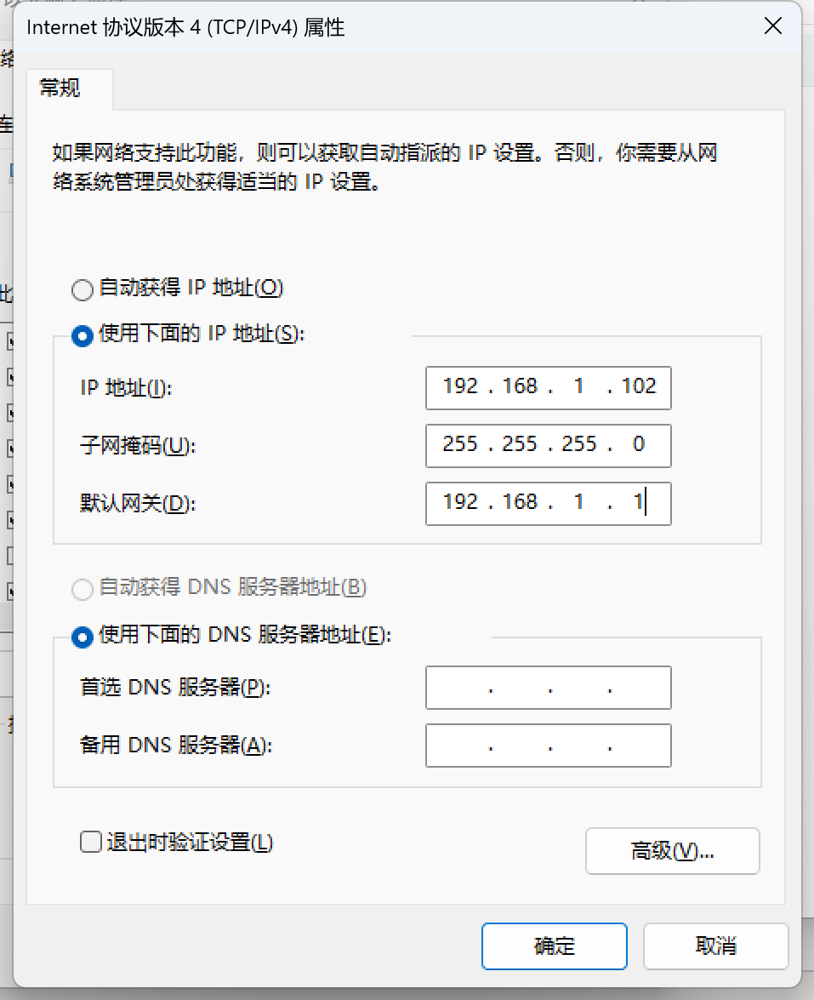 Internet 协议版本 4 (TCP/IPv4) 属性
常规
如果网络支持此功能，则可以获取自动指派的 IP 设置。否则，你需要从网
络系统管理员处获得适当的 IP 设置。
自动获得 IP 地址(O)
使用下面的 IP 地址(S):
IP 地址(I): 192 . 168 . 1 . 102
子网掩码(U): 255 . 255 . 255 . 0
默认网关(D): 192 . 168 . 1 . 1
自动获得 DNS 服务器地址(B)
使用下面的 DNS 服务器地址(E):
首选 DNS 服务器(P): . . .
备用 DNS 服务器(A): . . .
退出时验证设置(L)
高级(V)...
确定 取消